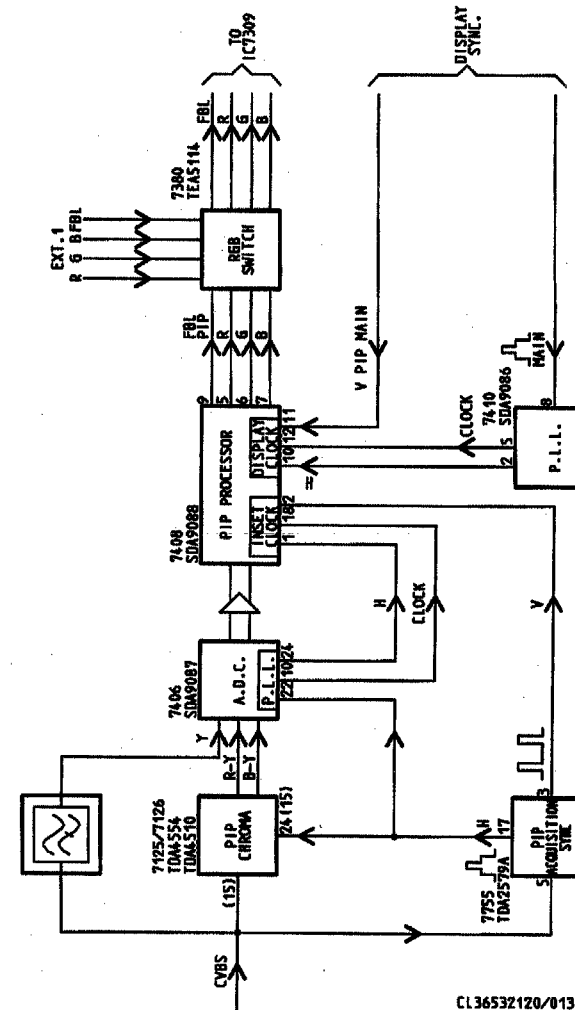 CVBS
7125/7126
TDA4554
TDA4510
(15)
PIP
CHROMA
24(15)
Y
R-Y
B-Y
7406
SDA9087
A.D.C.
P.L.L.
22
10
24
7408
SDA9088
PIP PROCESSOR
INSET
CLOCK
DISPLAY
CLOCK
1
18
2
10
12
11
9
5
6
7
FBL
PIP
R
G
B
EXT.1
R
G
B
FBL
7380
TEA5114
RGB
SWITCH
FBL
R
G
B
TO
IC7309
7755
TDA2579A
PIP
ACQUISITION
SYNC
5
17
3
H
V
H
CLOCK
H
CLOCK
V PIP MAIN
7410
SDA9086
P.L.L.
2
5
8
MAIN
DISPLAY
SYNC.
CL36532120/013